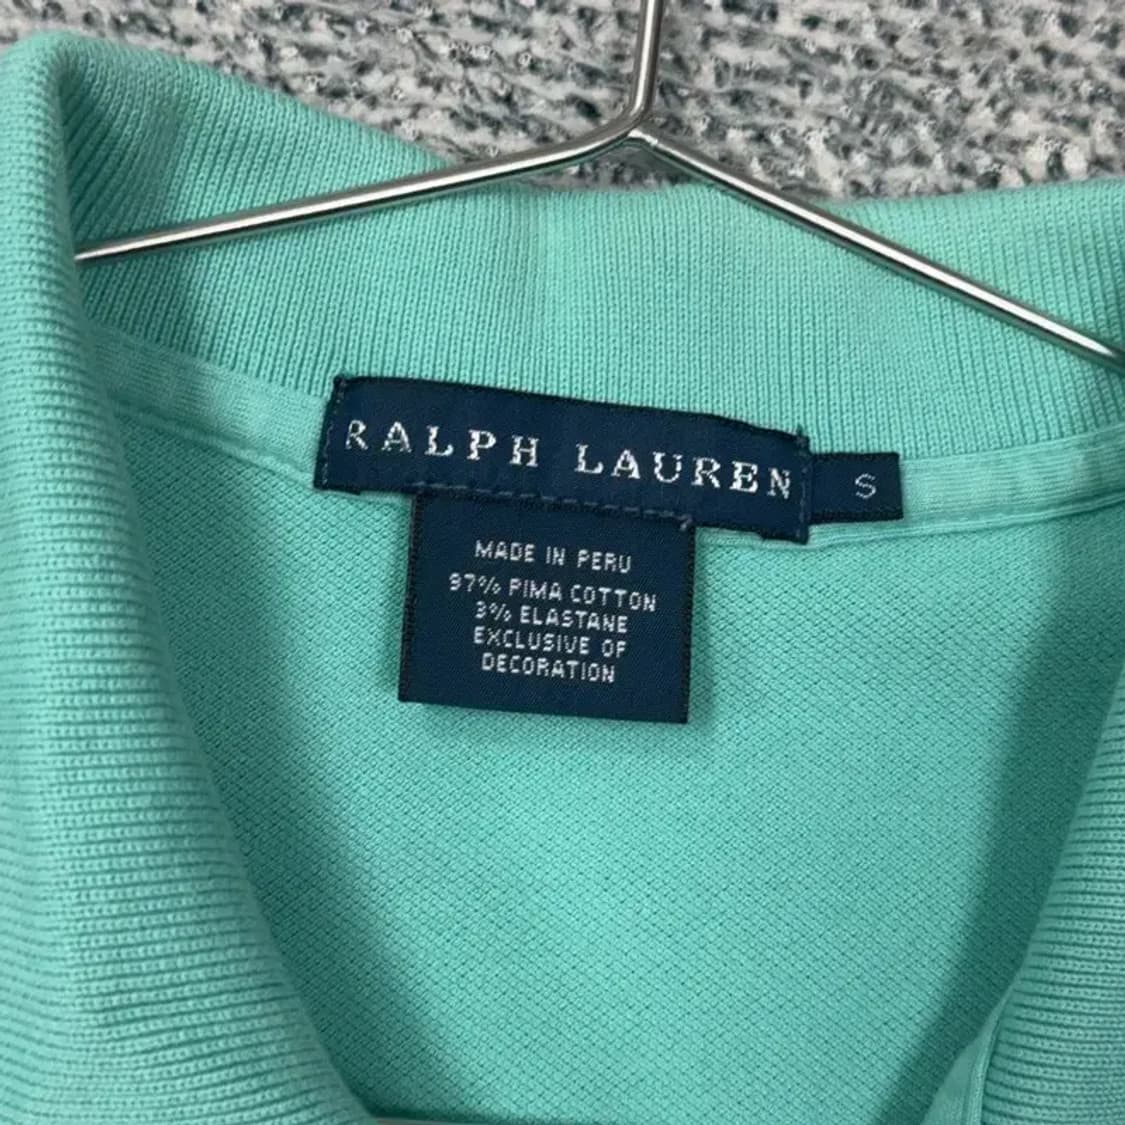 RALPH LAUREN
S
MADE IN PERU
97% PIMA COTTON
3% ELASTANE
EXCLUSIVE OF
DECORATION